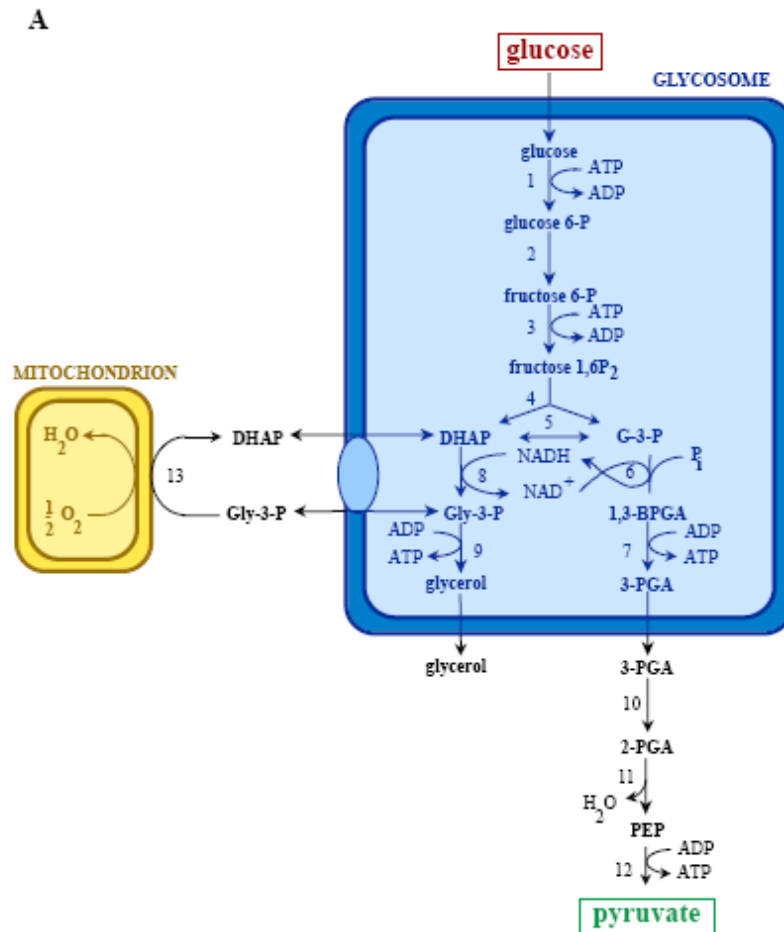 A
glucose
GLYCOSOME
glucose
1
ATP
ADP
glucose 6-P
2
fructose 6-P
3
ATP
ADP
fructose 1,6P2
4
MITOCHONDRION
H2O
1/2 O2
13
DHAP
Gly-3-P
DHAP
5
G-3-P
NADH
8
NAD+
6
Pi
Gly-3-P
1,3-BPGA
ADP
ATP
9
7
ADP
ATP
glycerol
3-PGA
glycerol
3-PGA
10
2-PGA
11
H2O
PEP
12
ADP
ATP
pyruvate